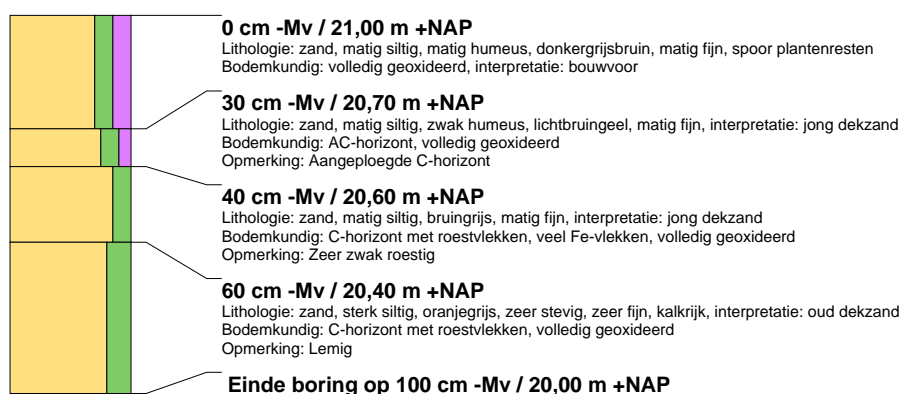 0 cm -Mv / 21,00 m +NAP
Lithologie: zand, matig siltig, matig humeus, donkergrijsbruin, matig fijn, spoor plantenresten
Bodemkundig: volledig geoxideerd, interpretatie: bouwvoor
30 cm -Mv / 20,70 m +NAP
Lithologie: zand, matig siltig, zwak humeus, lichtbruingeel, matig fijn, interpretatie: jong dekzand
Bodemkundig: AC-horizont, volledig geoxideerd
Opmerking: Aangeploegde C-horizont
40 cm -Mv / 20,60 m +NAP
Lithologie: zand, matig siltig, bruingrijs, matig fijn, interpretatie: jong dekzand
Bodemkundig: C-horizont met roestvlekken, veel Fe-vlekken, volledig geoxideerd
Opmerking: Zeer zwak roestig
60 cm -Mv / 20,40 m +NAP
Lithologie: zand, sterk siltig, oranjegrijs, zeer stevig, zeer fijn, kalkrijk, interpretatie: oud dekzand
Bodemkundig: C-horizont met roestvlekken, volledig geoxideerd
Opmerking: Lemig
Einde boring op 100 cm -Mv / 20,00 m +NAP